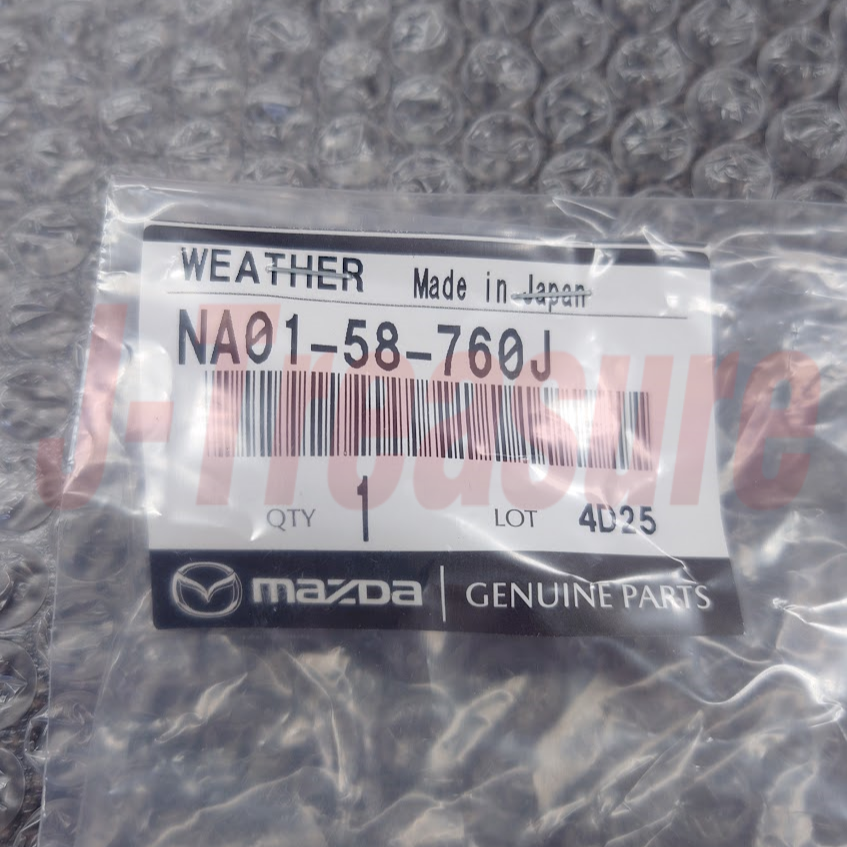 WEATHER Made in Japan
NA01-58-760J
J-Treasure
QTY 1 LOT 4D25
mazda | GENUINE PARTS